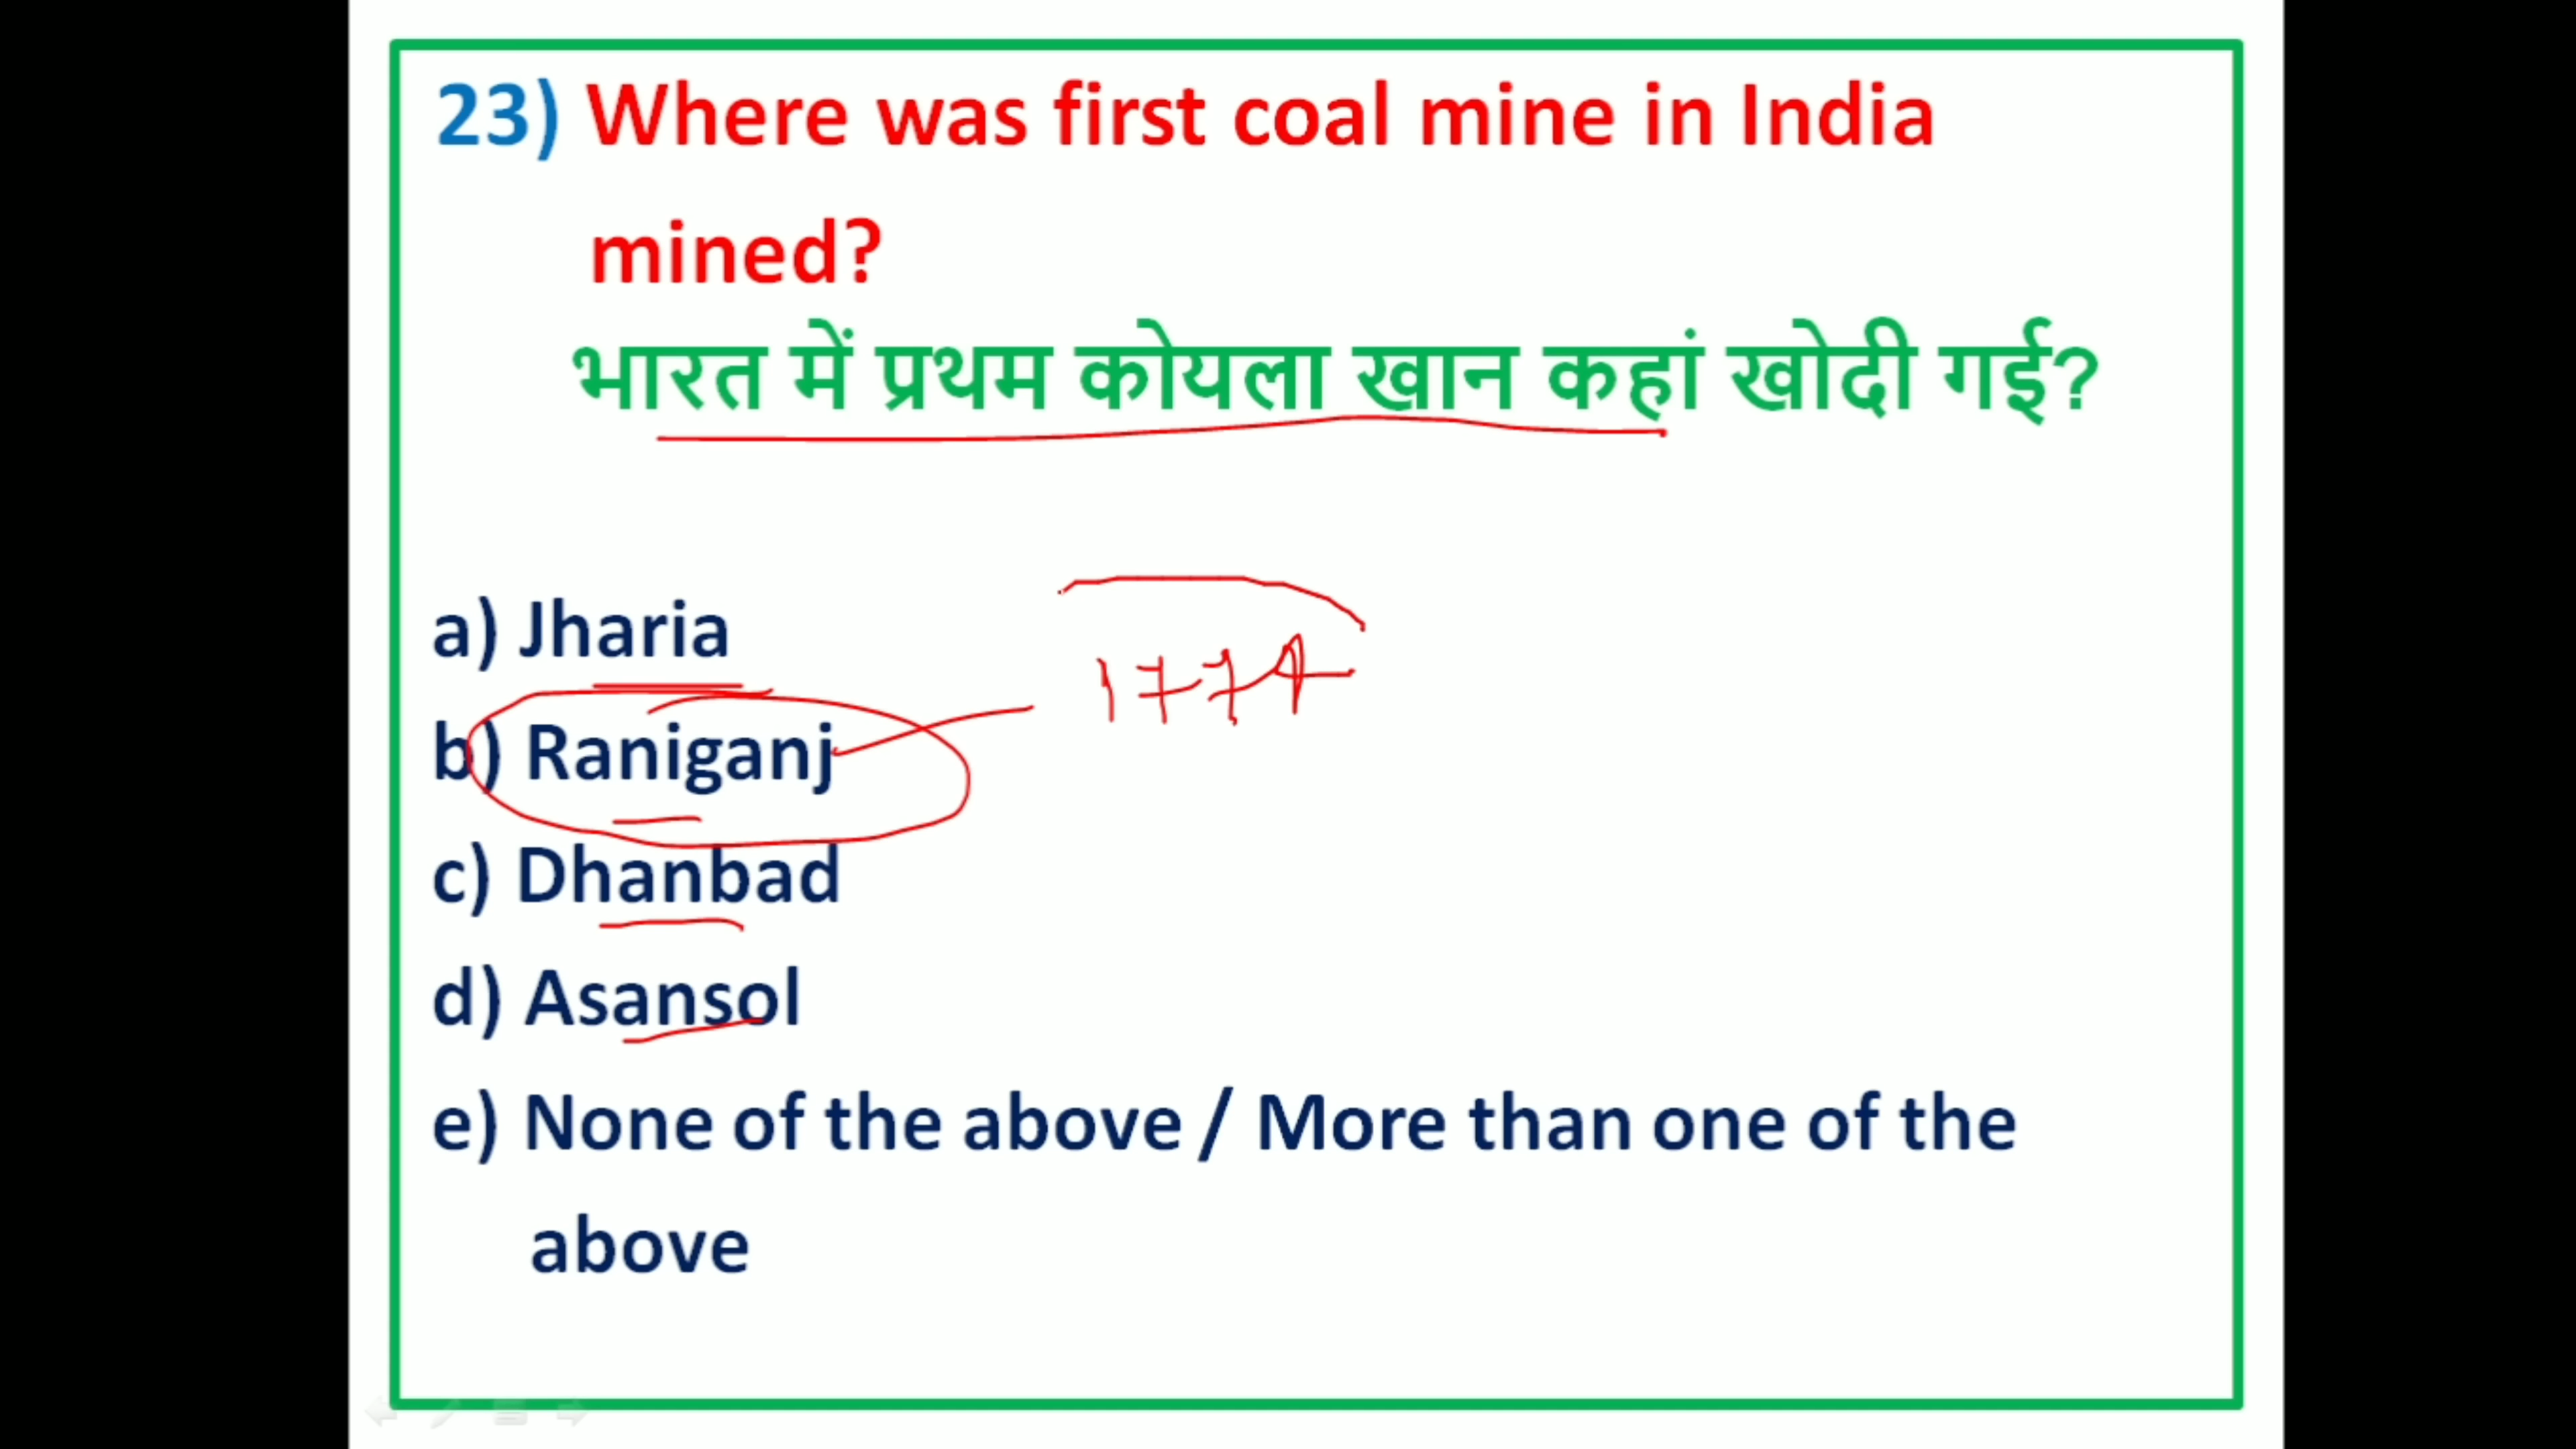 23) Where was first coal mine in India
mined?
भारत में प्रथम कोयला खान कहां खोदी गई?
a) Jharia
1774
b) Raniganj
c) Dhanbad
d) Asansol
e) None of the above / More than one of the
above